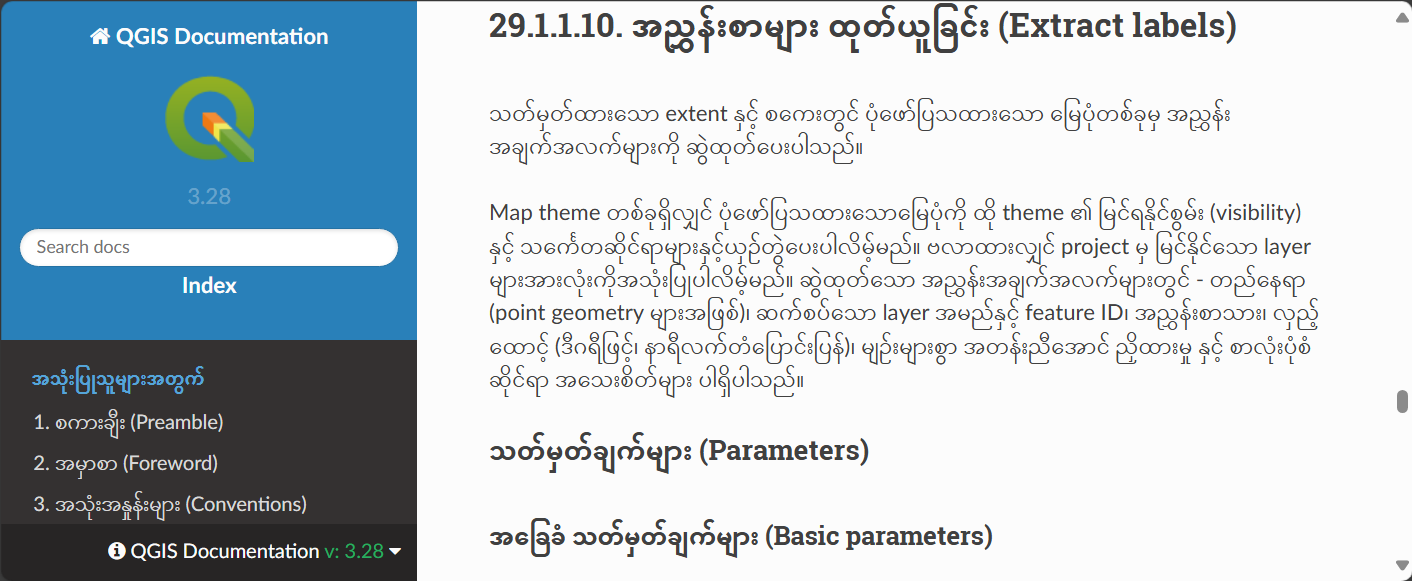 QGIS Documentation
3.28
Search docs
Index
အသုံးပြုသူများအတွက်
1. စကားချီး (Preamble)
2. အမှာစာ (Foreword)
3. အသုံးအနှုန်းများ (Conventions)
QGIS Documentation v: 3.28
29.1.1.10. အညွှန်းစာများ ထုတ်ယူခြင်း (Extract labels)
သတ်မှတ်ထားသော extent နှင့် စကေးတွင် ပုံဖော်ပြသထားသော မြေပုံတစ်ခုမှ အညွှန်း
အချက်အလက်များကို ဆွဲထုတ်ပေးပါသည်။
Map theme တစ်ခုရှိလျှင် ပုံဖော်ပြသထားသောမြေပုံကို ထို theme ၏ မြင်ရနိုင်စွမ်း (visibility)
နှင့် သင်္ကေတဆိုင်ရာများနှင့်ယှဉ်တွဲပေးပါလိမ့်မည်။ ဗလာထားလျှင် project မှ မြင်နိုင်သော layer
များအားလုံးကိုအသုံးပြုပါလိမ့်မည်။ ဆွဲထုတ်သော အညွှန်းအချက်အလက်များတွင် - တည်နေရာ
(point geometry များအဖြစ်)၊ ဆက်စပ်သော layer အမည်နှင့် feature ID၊ အညွှန်းစာသား၊ လှည့်
ထောင့် (ဒီဂရီဖြင့်၊ နာရီလက်တံပြောင်းပြန်)၊ မျဉ်းများစွာ အတန်းညီအောင် ညှိထားမှု နှင့် စာလုံးပုံစံ
ဆိုင်ရာ အသေးစိတ်များ ပါရှိပါသည်။
သတ်မှတ်ချက်များ (Parameters)
အခြေခံ သတ်မှတ်ချက်များ (Basic parameters)